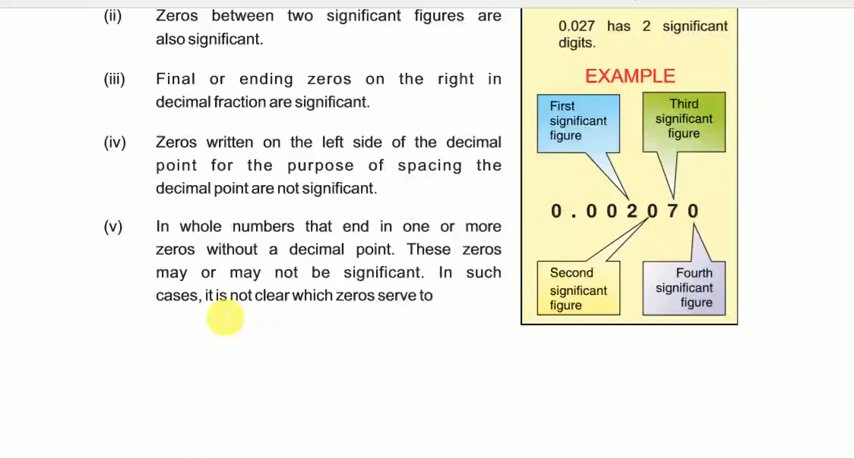 (ii) Zeros between two significant figures are
also significant.
(iii) Final or ending zeros on the right in
decimal fraction are significant.
(iv) Zeros written on the left side of the decimal
point for the purpose of spacing the
decimal point are not significant.
(v) In whole numbers that end in one or more
zeros without a decimal point. These zeros
may or may not be significant. In such
cases, it is not clear which zeros serve to
0.027 has 2 significant
digits.
EXAMPLE
First
significant
figure
Third
significant
figure
0.002070
Second
significant
figure
Fourth
significant
figure